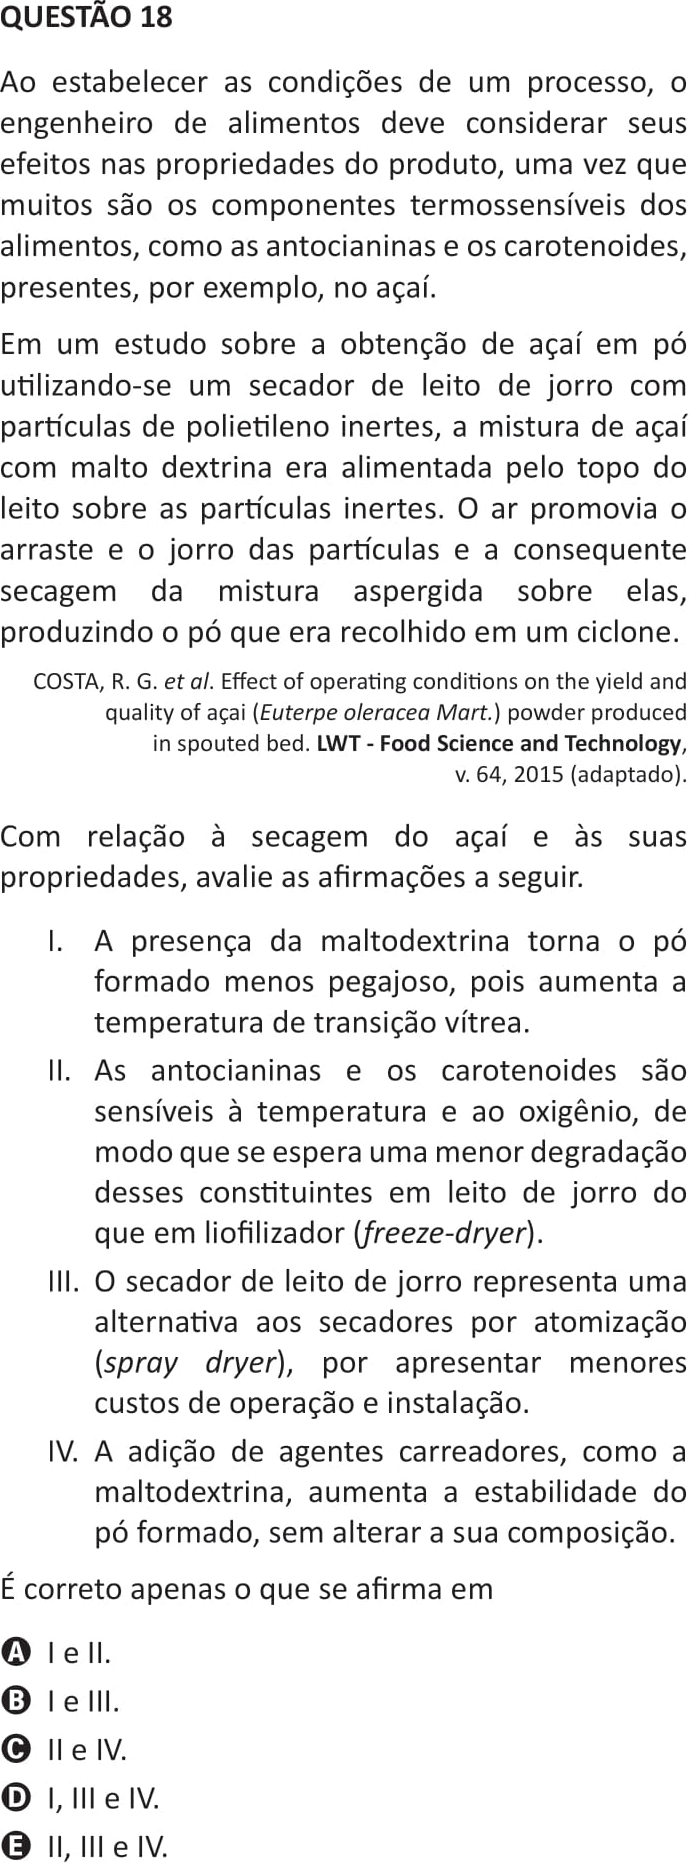 QUESTÃO 18
Ao estabelecer as condições de um processo, o
engenheiro de alimentos deve considerar seus
efeitos nas propriedades do produto, uma vez que
muitos são os componentes termossensíveis dos
alimentos, como as antocianinas e os carotenoides,
presentes, por exemplo, no açaí.
Em um estudo sobre a obtenção de açaí em pó
utilizando-se um secador de leito de jorro com
partículas de polietileno inertes, a mistura de açaí
com malto dextrina era alimentada pelo topo do
leito sobre as partículas inertes. O ar promovia o
arraste e o jorro das partículas e a consequente
secagem da mistura aspergida sobre elas,
produzindo o pó que era recolhido em um ciclone.
COSTA, R. G. et al. Effect of operating conditions on the yield and
quality of açai (Euterpe oleracea Mart.) powder produced
in spouted bed. LWT - Food Science and Technology,
v. 64, 2015 (adaptado).
Com relação à secagem do açaí e às suas
propriedades, avalie as afirmações a seguir.
I. A presença da maltodextrina torna o pó
formado menos pegajoso, pois aumenta a
temperatura de transição vítrea.
II. As antocianinas e os carotenoides são
sensíveis à temperatura e ao oxigênio, de
modo que se espera uma menor degradação
desses constituintes em leito de jorro do
que em liofilizador (freeze-dryer).
III. O secador de leito de jorro representa uma
alternativa aos secadores por atomização
(spray dryer), por apresentar menores
custos de operação e instalação.
IV. A adição de agentes carreadores, como a
maltodextrina, aumenta a estabilidade do
pó formado, sem alterar a sua composição.
É correto apenas o que se afirma em
A I e II.
B I e III.
C II e IV.
D I, III e IV.
E II, III e IV.